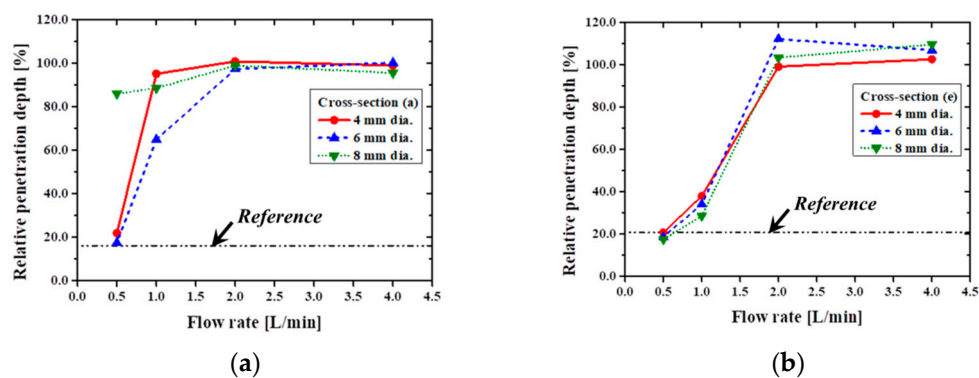 120.0
100.0
80.0
60.0
40.0
20.0
0.0
Relative penetration depth [%]
Cross-section (a)
4 mm dia.
6 mm dia.
8 mm dia.
Reference
0.0 0.5 1.0 1.5 2.0 2.5 3.0 3.5 4.0 4.5
Flow rate [L/min]
(a)
120.0
100.0
80.0
60.0
40.0
20.0
0.0
Relative penetration depth [%]
Cross-section (e)
4 mm dia.
6 mm dia.
8 mm dia.
Reference
0.0 0.5 1.0 1.5 2.0 2.5 3.0 3.5 4.0 4.5
Flow rate [L/min]
(b)